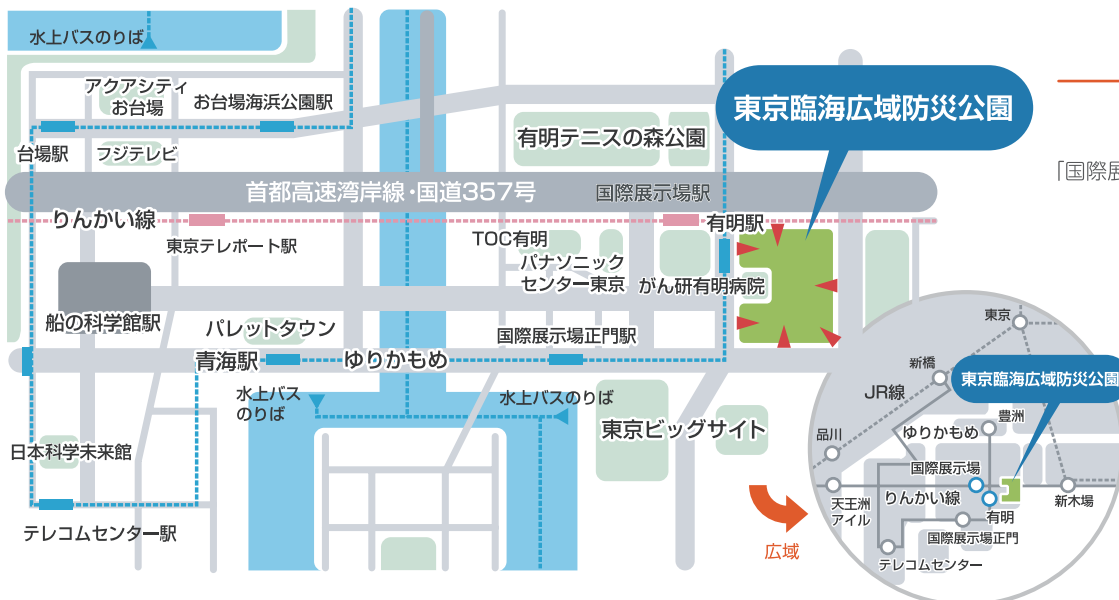 水上バスのりば
アクアシティ
お台場
お台場海浜公園駅
台場駅
フジテレビ
有明テニスの森公園
東京臨海広域防災公園
「国際展
首都高速湾岸線・国道357号
国際展示場駅
りんかい線
東京テレポート駅
有明駅
TOC有明
パナソニック
センター東京
がん研有明病院
船の科学館駅
パレットタウン
国際展示場正門駅
青海駅
ゆりかもめ
水上バス
のりば
水上バスのりば
東京ビッグサイト
日本科学未来館
テレコムセンター駅
広域
東京
新橋
東京臨海広域防災公園
JR線
豊洲
ゆりかもめ
品川
国際展示場
りんかい線
天王洲
アイル
有明
新木場
国際展示場正門
テレコムセンター